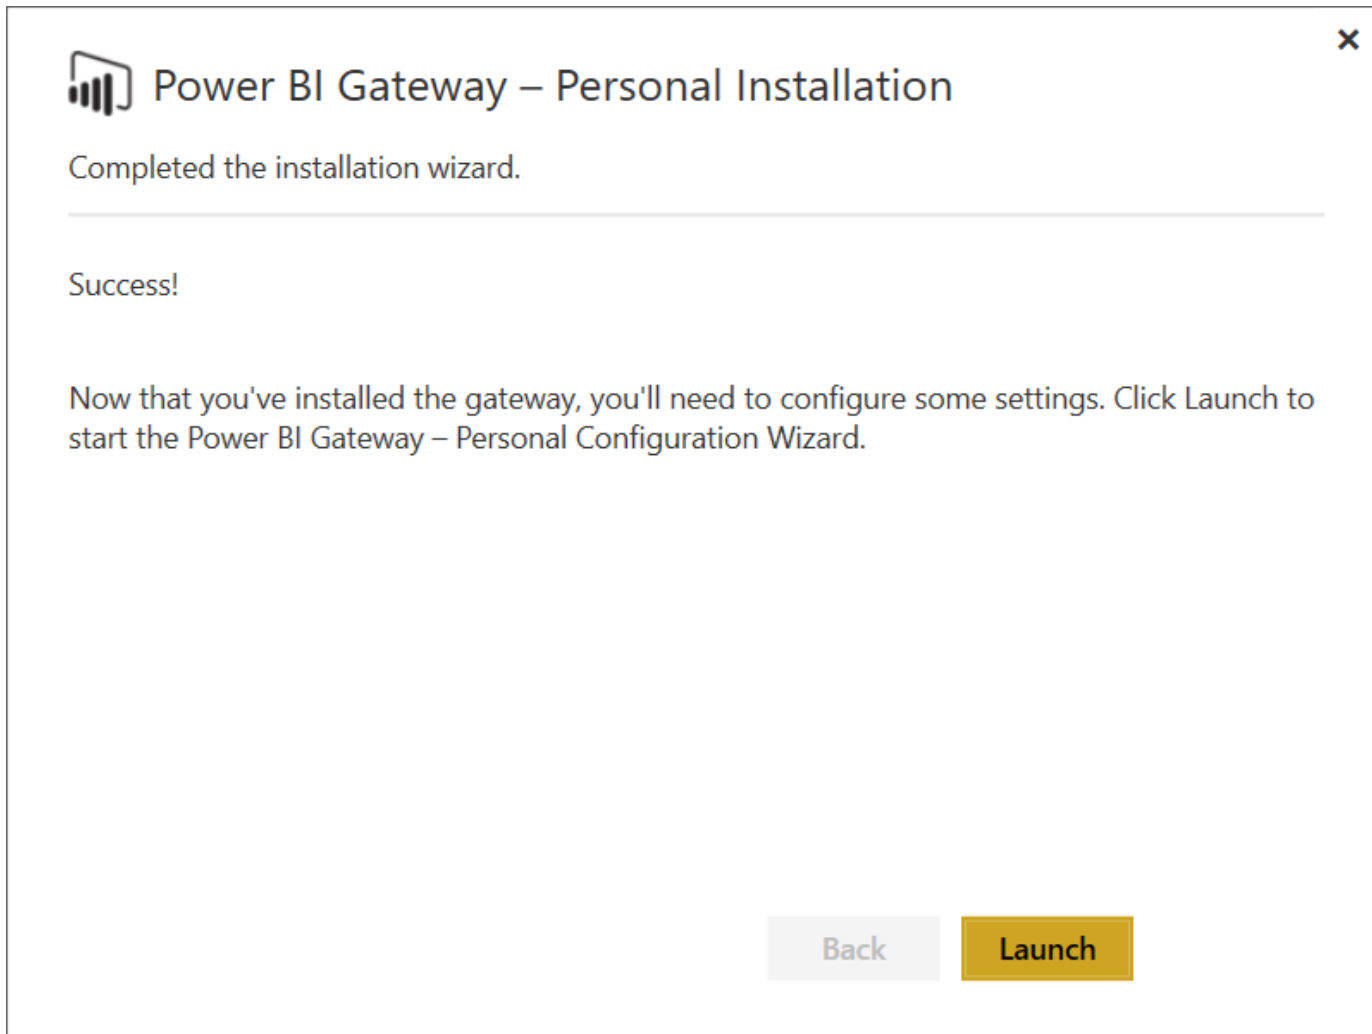 Power BI Gateway – Personal Installation
Completed the installation wizard.
Success!
Now that you've installed the gateway, you'll need to configure some settings. Click Launch to
start the Power BI Gateway – Personal Configuration Wizard.
Back
Launch